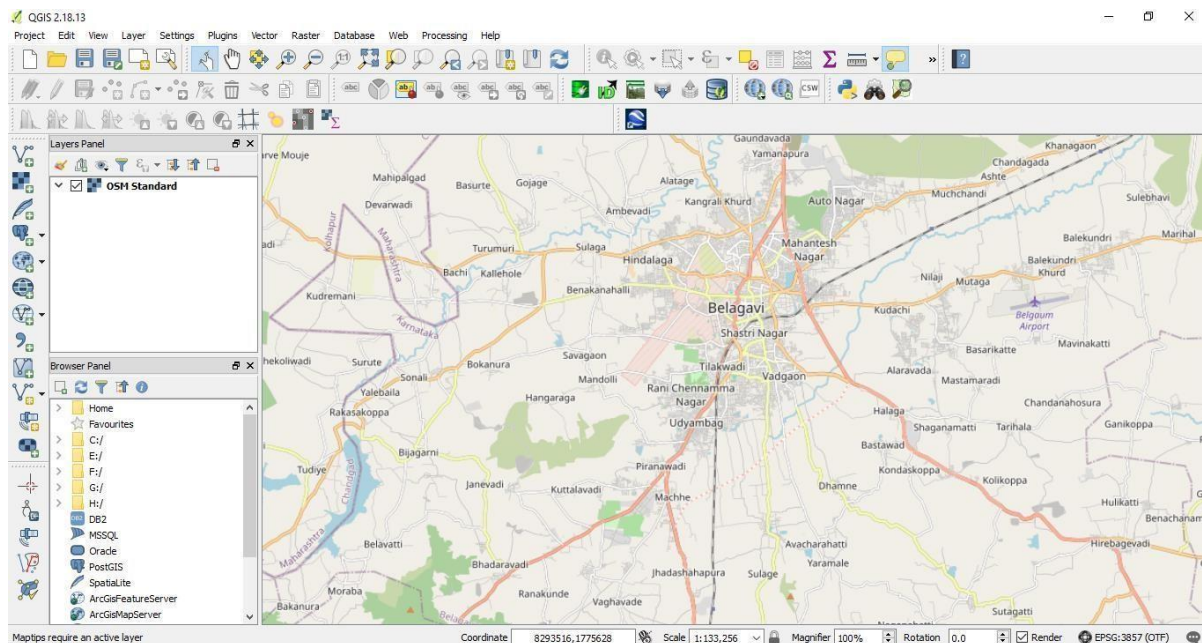 QGIS 2.18.13
Project Edit View Layer Settings Plugins Vector Raster Database Web Processing Help
CSW
Layers Panel
OSM Standard
Browser Panel
Home
Favourites
C:/
E:/
F:/
G:/
H:/
DB2
MSSQL
Oracle
PostGIS
SpatiaLite
ArcGisFeatureServer
ArcGisMapServer
Gaundavada
Yamanapura
Khanagaon
Chandagada
Ashte
irve Mouje
Mahipalgad
Basurte
Gojage
Alatage
Kangrali Khurd
Auto Nagar
Muchchandi
Sulebhavi
Devarwadi
Ambevadi
Kolhapur
Maharashtra
Turumuri
Sulaga
Hindalaga
Mahantesh
Nagar
Balekundri
Marihal
Balekundri
Khurd
Bachi
Kallehole
Nilaji
Mutaga
Kudremani
Benakanahalli
Belagavi
Kudachi
Belgaum
Airport
Karnataka
Shastri Nagar
hekoliwadi
Surute
Bokanura
Savagaon
Basarikatte
Mavinakatti
Tilakwadi
Sonali
Mandolli
Vadgaon
Alaravada
Mastamaradi
Yalebaila
Rani Chennamma
Nagar
Hangaraga
Chandanahosura
Rakasakoppa
Halaga
Udyambag
Shaganamatti
Tarihala
Ganikoppa
Bijagarni
Bastawad
Tudiye
Chandgad
Piranawadi
Kondaskoppa
Janevadi
Kuttalavadi
Dhamne
Kolikoppa
Machhe
Hulikatti
Benachanam
Maharashtra
Belavatti
Avacharahatti
Hirebagevadi
Bhadaravadi
Yaramale
Jhadashahapura
Sulage
Moraba
Ranakunde
Bakanura
Vaghavade
Sutagatti
Maptips require an active layer
Coordinate 8293516,1775628 Scale 1:133,256 Magnifier 100% Rotation 0.0 Render EPSG:3857 (OTF)